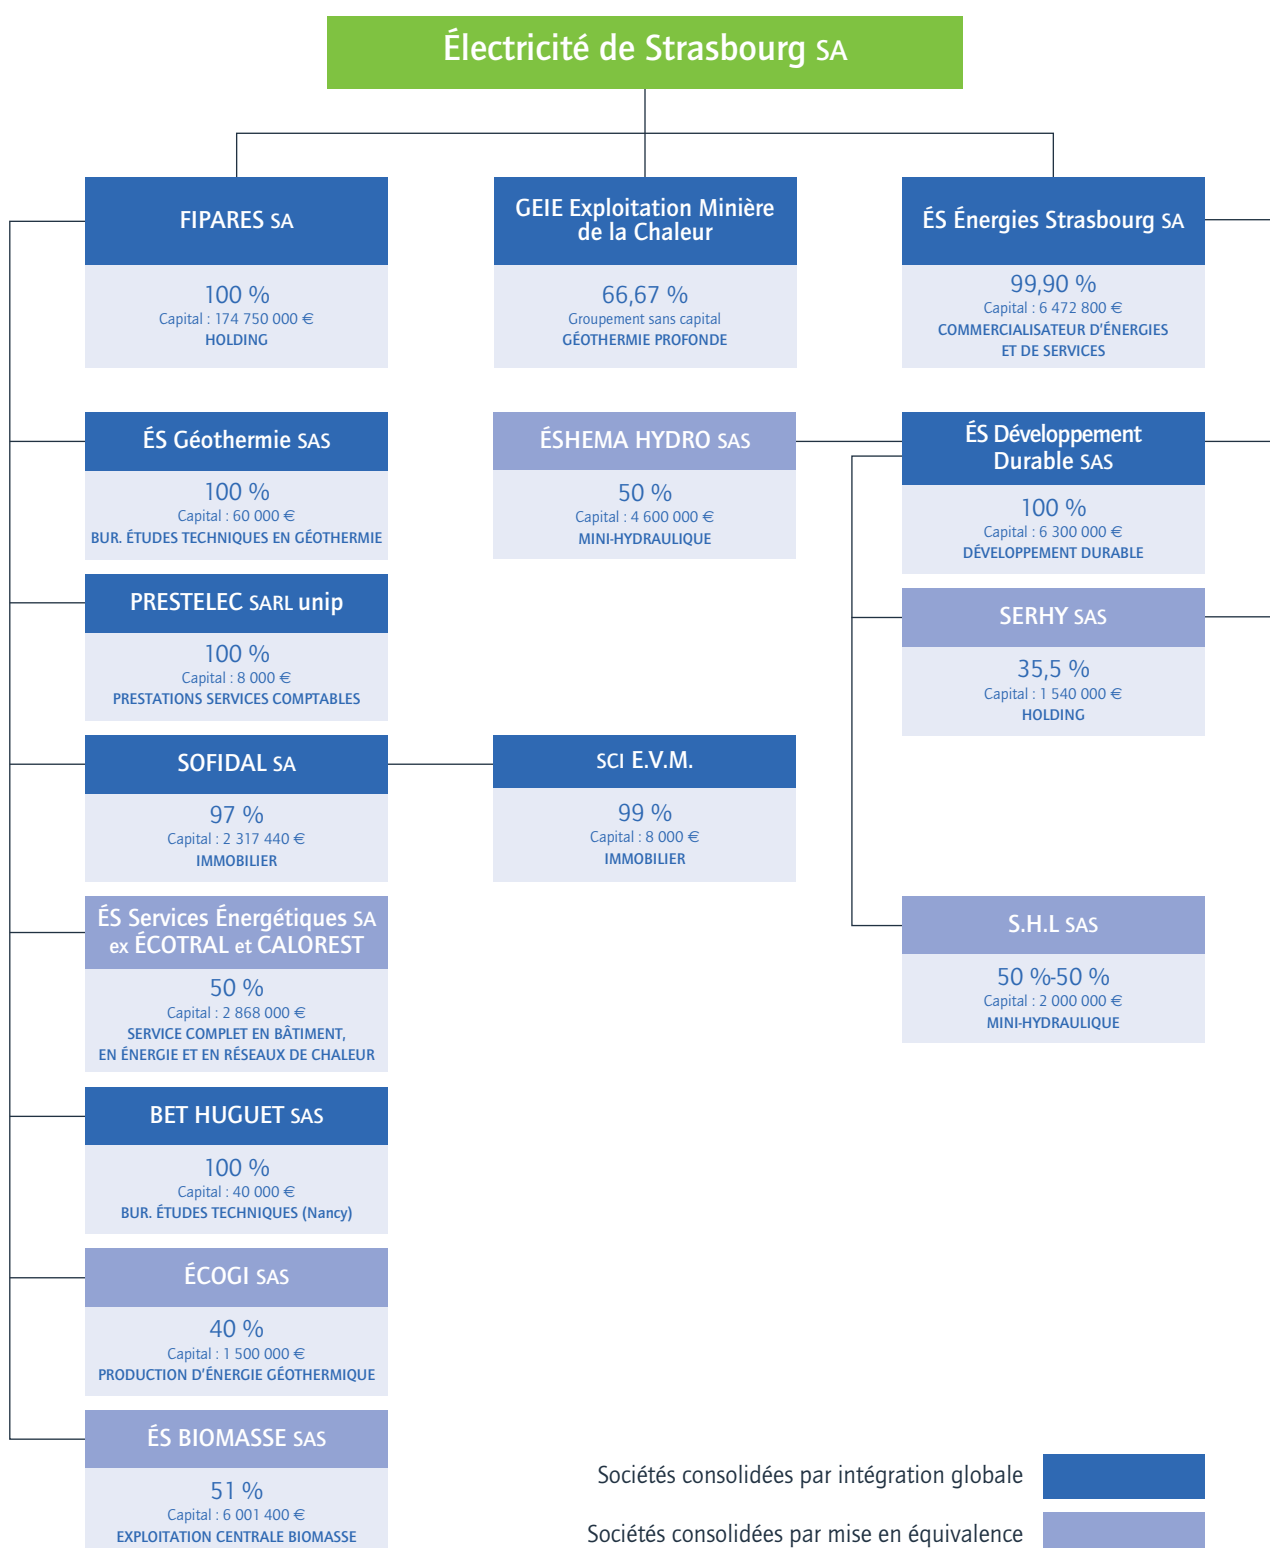 Électricité de Strasbourg SA
FIPARES SA
100 %
Capital : 174 750 000 €
HOLDING
GEIE Exploitation Minière
de la Chaleur
66,67 %
Groupement sans capital
GÉOTHERMIE PROFONDE
ÉS Énergies Strasbourg SA
99,90 %
Capital : 6 472 800 €
COMMERCIALISATEUR D'ÉNERGIES
ET DE SERVICES
ÉS Géothermie SAS
100 %
Capital : 60 000 €
BUR. ÉTUDES TECHNIQUES EN GÉOTHERMIE
ÉSHEMA HYDRO SAS
50 %
Capital : 4 600 000 €
MINI-HYDRAULIQUE
ÉS Développement
Durable SAS
100 %
Capital : 6 300 000 €
DÉVELOPPEMENT DURABLE
PRESTELEC SARL unip
100 %
Capital : 8 000 €
PRESTATIONS SERVICES COMPTABLES
SERHY SAS
35,5 %
Capital : 1 540 000 €
HOLDING
SOFIDAL SA
97 %
Capital : 2 317 440 €
IMMOBILIER
SCI E.V.M.
99 %
Capital : 8 000 €
IMMOBILIER
ÉS Services Énergétiques SA
ex ÉCOTRAL et CALOREST
50 %
Capital : 2 868 000 €
SERVICE COMPLET EN BÂTIMENT,
EN ÉNERGIE ET EN RÉSEAUX DE CHALEUR
S.H.L SAS
50 %-50 %
Capital : 2 000 000 €
MINI-HYDRAULIQUE
BET HUGUET SAS
100 %
Capital : 40 000 €
BUR. ÉTUDES TECHNIQUES (Nancy)
ÉCOGI SAS
40 %
Capital : 1 500 000 €
PRODUCTION D'ÉNERGIE GÉOTHERMIQUE
ÉS BIOMASSE SAS
51 %
Capital : 6 001 400 €
EXPLOITATION CENTRALE BIOMASSE
Sociétés consolidées par intégration globale
Sociétés consolidées par mise en équivalence